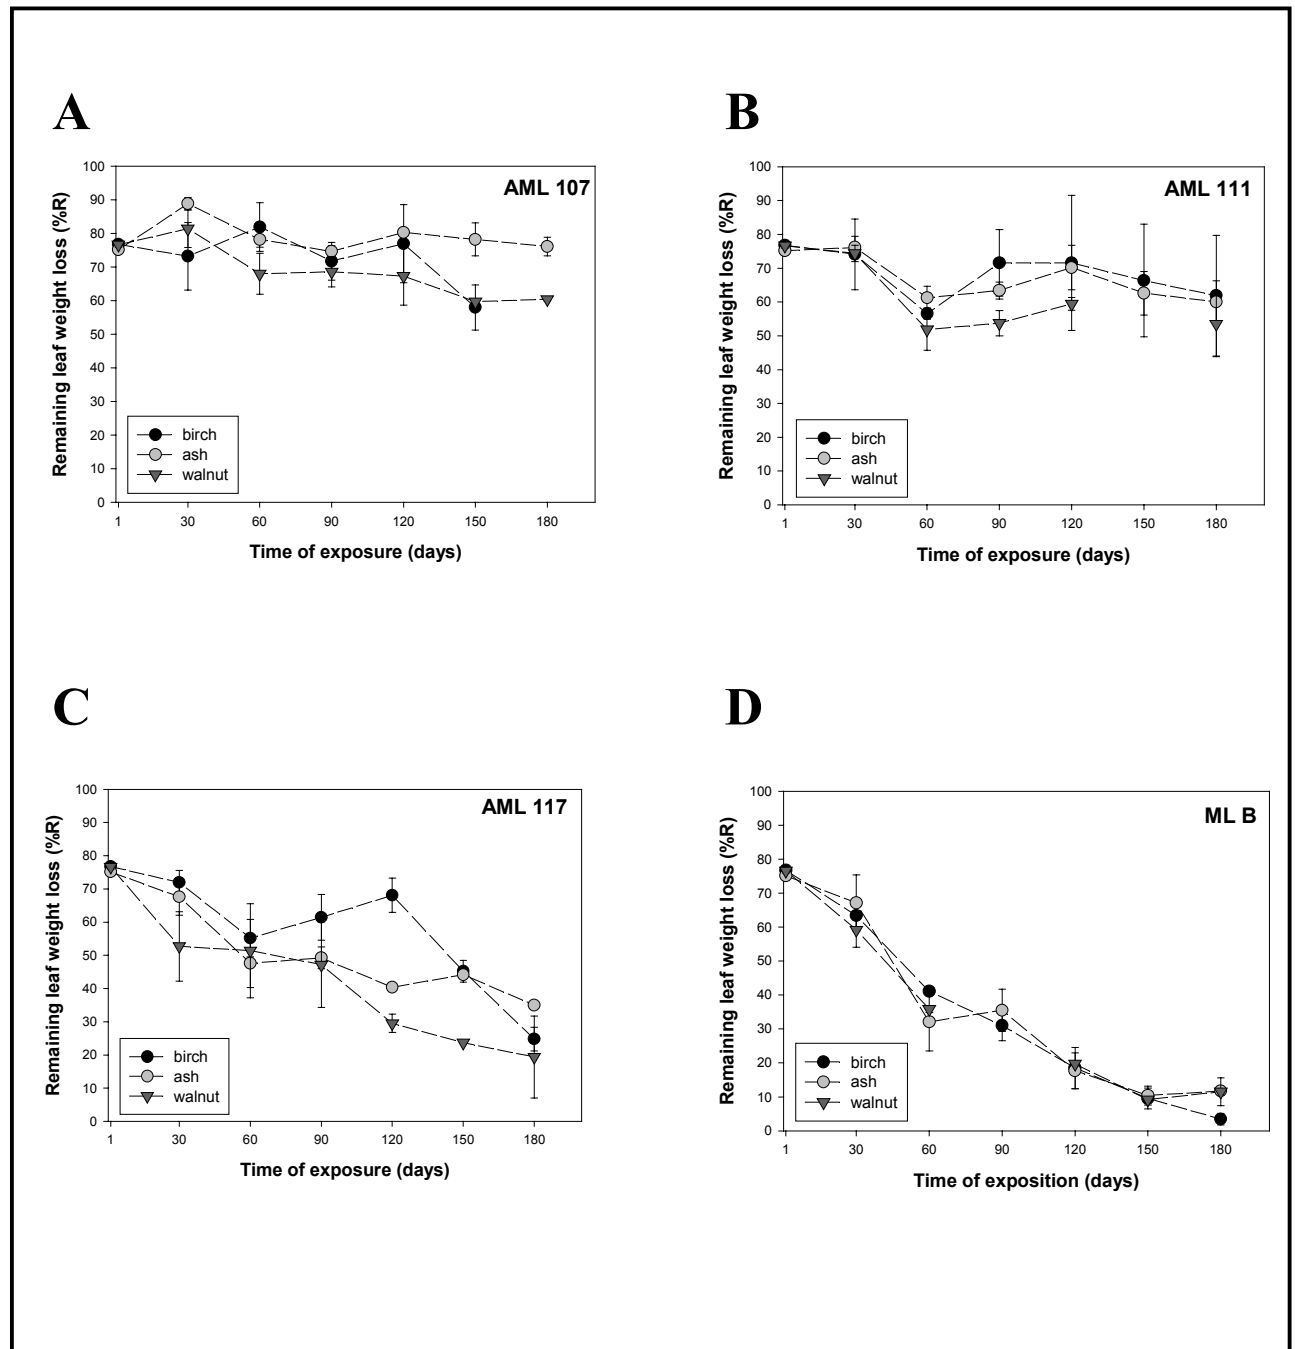 A
AML 107
Remaining leaf weight loss (%R)
100
90
80
70
60
50
40
30
20
10
0
birch
ash
walnut
1 30 60 90 120 150 180
Time of exposure (days)
B
AML 111
Remaining leaf weight loss (%R)
100
90
80
70
60
50
40
30
20
10
0
birch
ash
walnut
1 30 60 90 120 150 180
Time of exposure (days)
C
AML 117
Remaining leaf weight loss (%R)
100
90
80
70
60
50
40
30
20
10
0
birch
ash
walnut
1 30 60 90 120 150 180
Time of exposure (days)
D
ML B
Remaining leaf weight loss (%R)
100
90
80
70
60
50
40
30
20
10
0
birch
ash
walnut
1 30 60 90 120 150 180
Time of exposition (days)